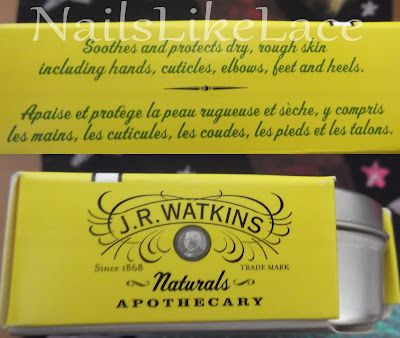 NailsLikeLace
Soothes and protects dry, rough skin
including hands, cuticles, elbows, feet and heels.
Apaise et protège la peau rugueuse et sèche, y compris
les mains, les cuticules, les coudes, les pieds et les talons.
J.R. WATKINS
Since 1868 TRADE MARK
Naturals
APOTHECARY